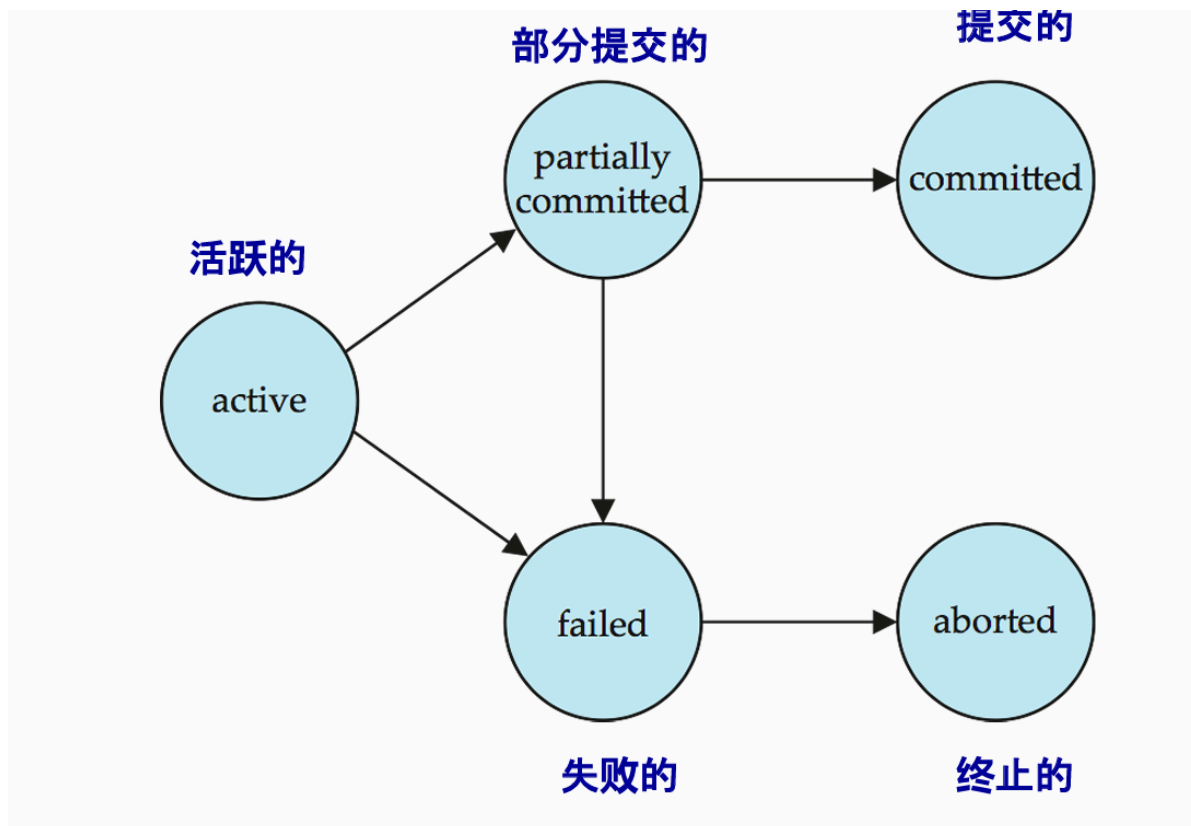 部分提交的
提交的
partially
committed
committed
活跃的
active
failed
aborted
失败的
终止的